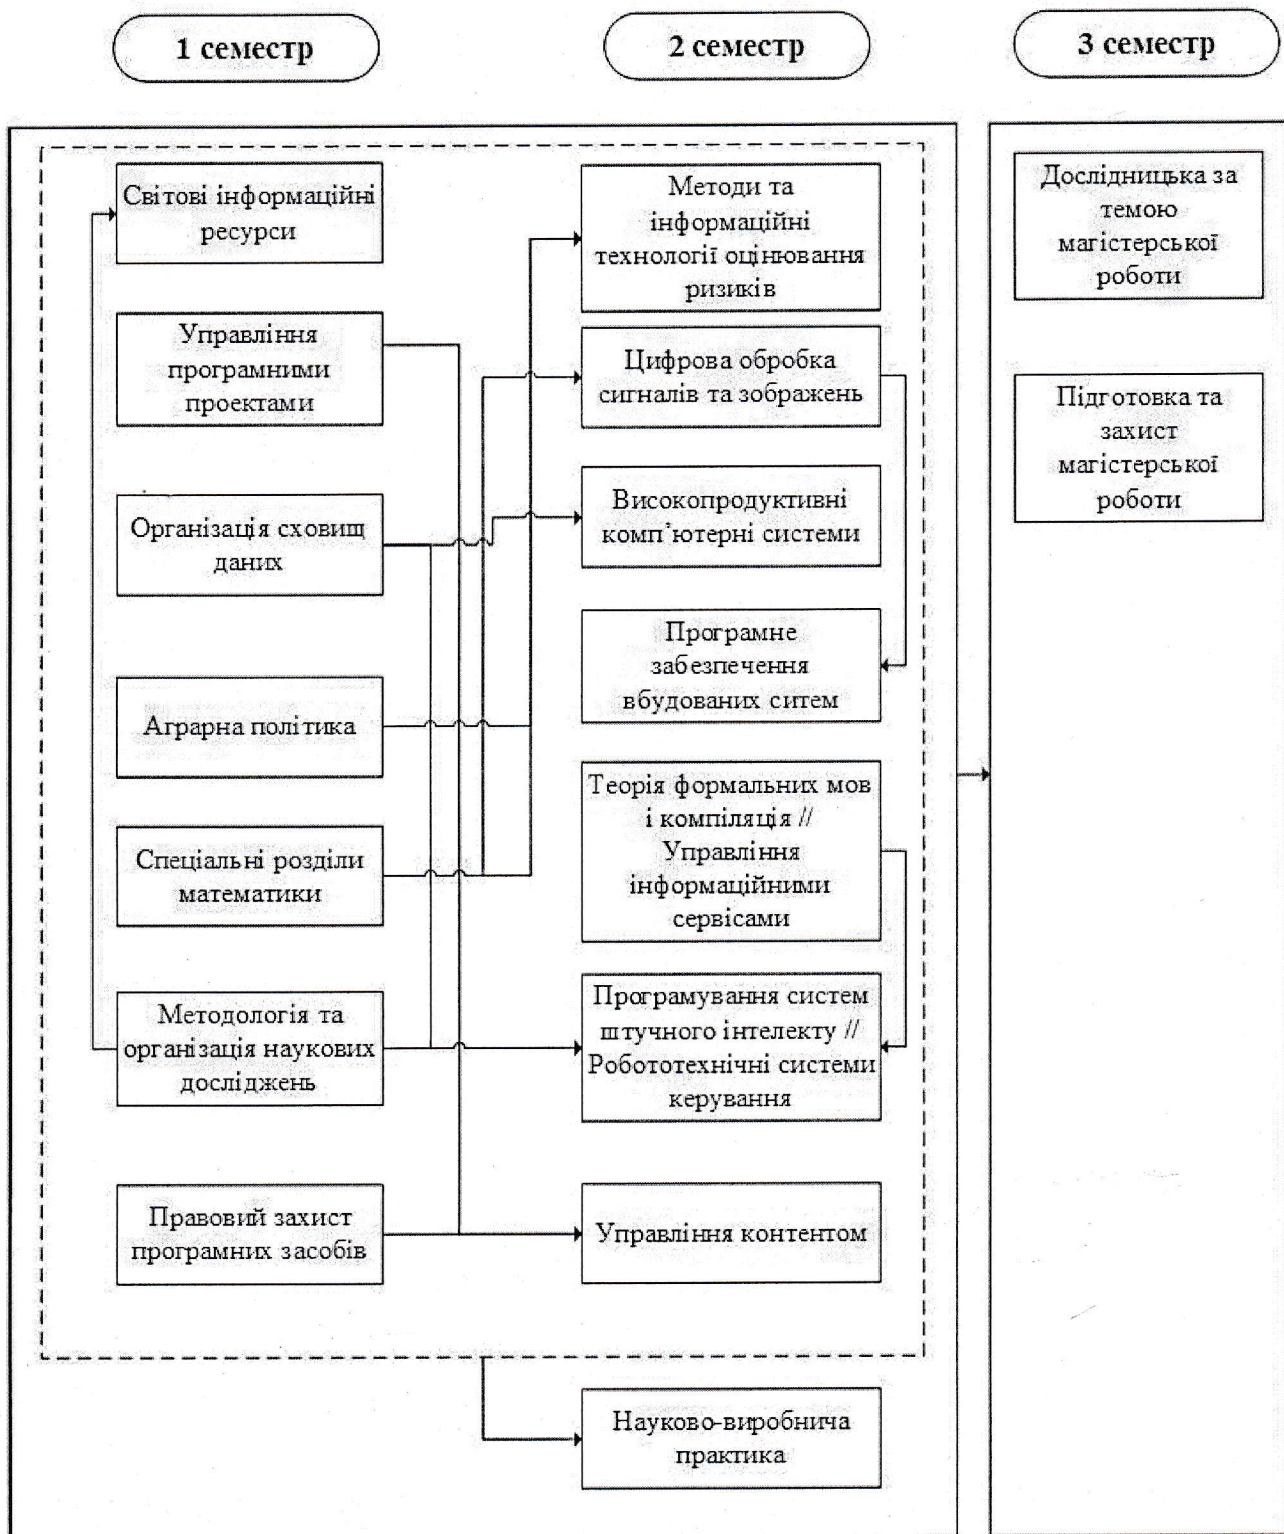 1 семестр
2 семестр
3 семестр
Світові інформаційні
ресурси
Управління
програмними
проектами
Організація сховищ
даних
Аграрна політика
Спеціальні розділи
математики
Методологія та
організація наукових
досліджень
Правовий захист
програмних засобів
Методи та
інформаційні
технології оцінювання
ризиків
Цифрова обробка
сигналів та зображень
Високопродуктивні
комп’ютерні системи
Програмне
забезпечення
вбудованих ситем
Теорія формальних мов
і компіляція //
Управління
інформаційними
сервісами
Програмування систем
штучного інтелекту //
Робототехнічні системи
керування
Управління контентом
Науково-виробнича
практика
Дослідницька за
темою
магістерської
роботи
Підготовка та
захист
магістерської
роботи